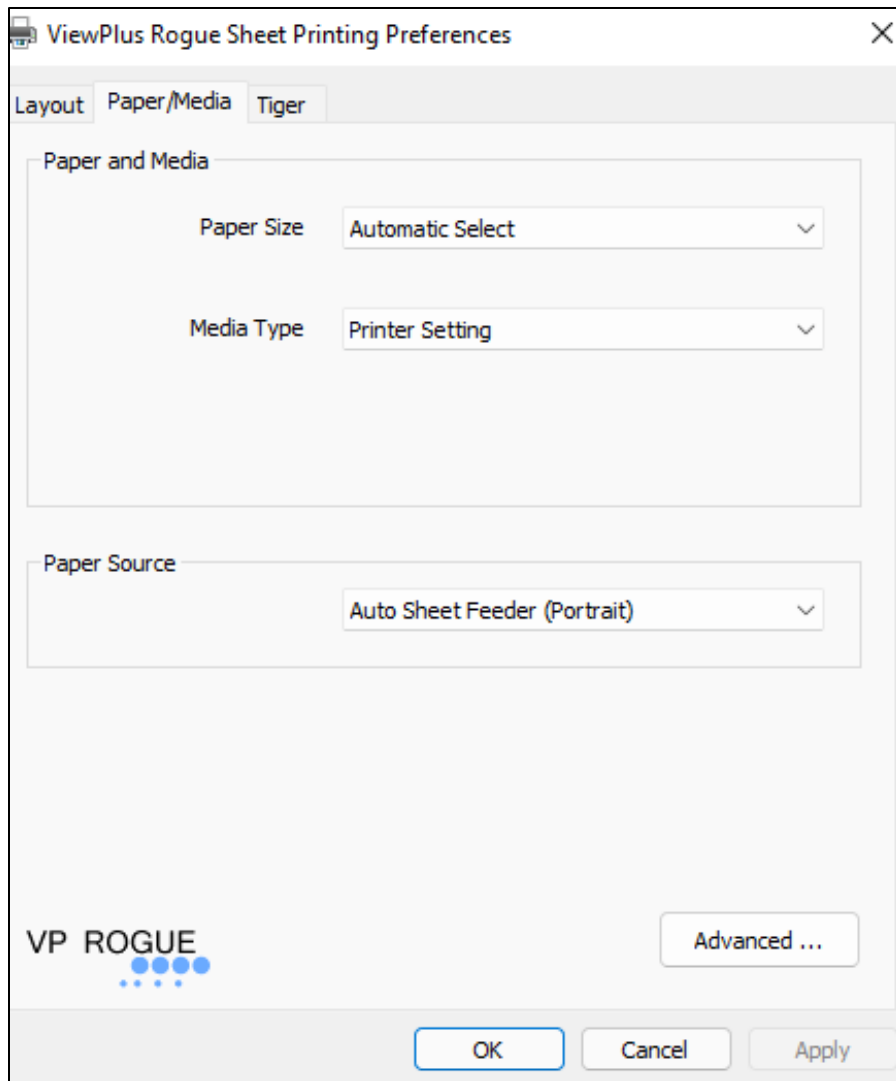 ViewPlus Rogue Sheet Printing Preferences
Layout Paper/Media Tiger
Paper and Media
Paper Size Automatic Select
Media Type Printer Setting
Paper Source
Auto Sheet Feeder (Portrait)
VP ROGUE
Advanced ...
OK Cancel Apply